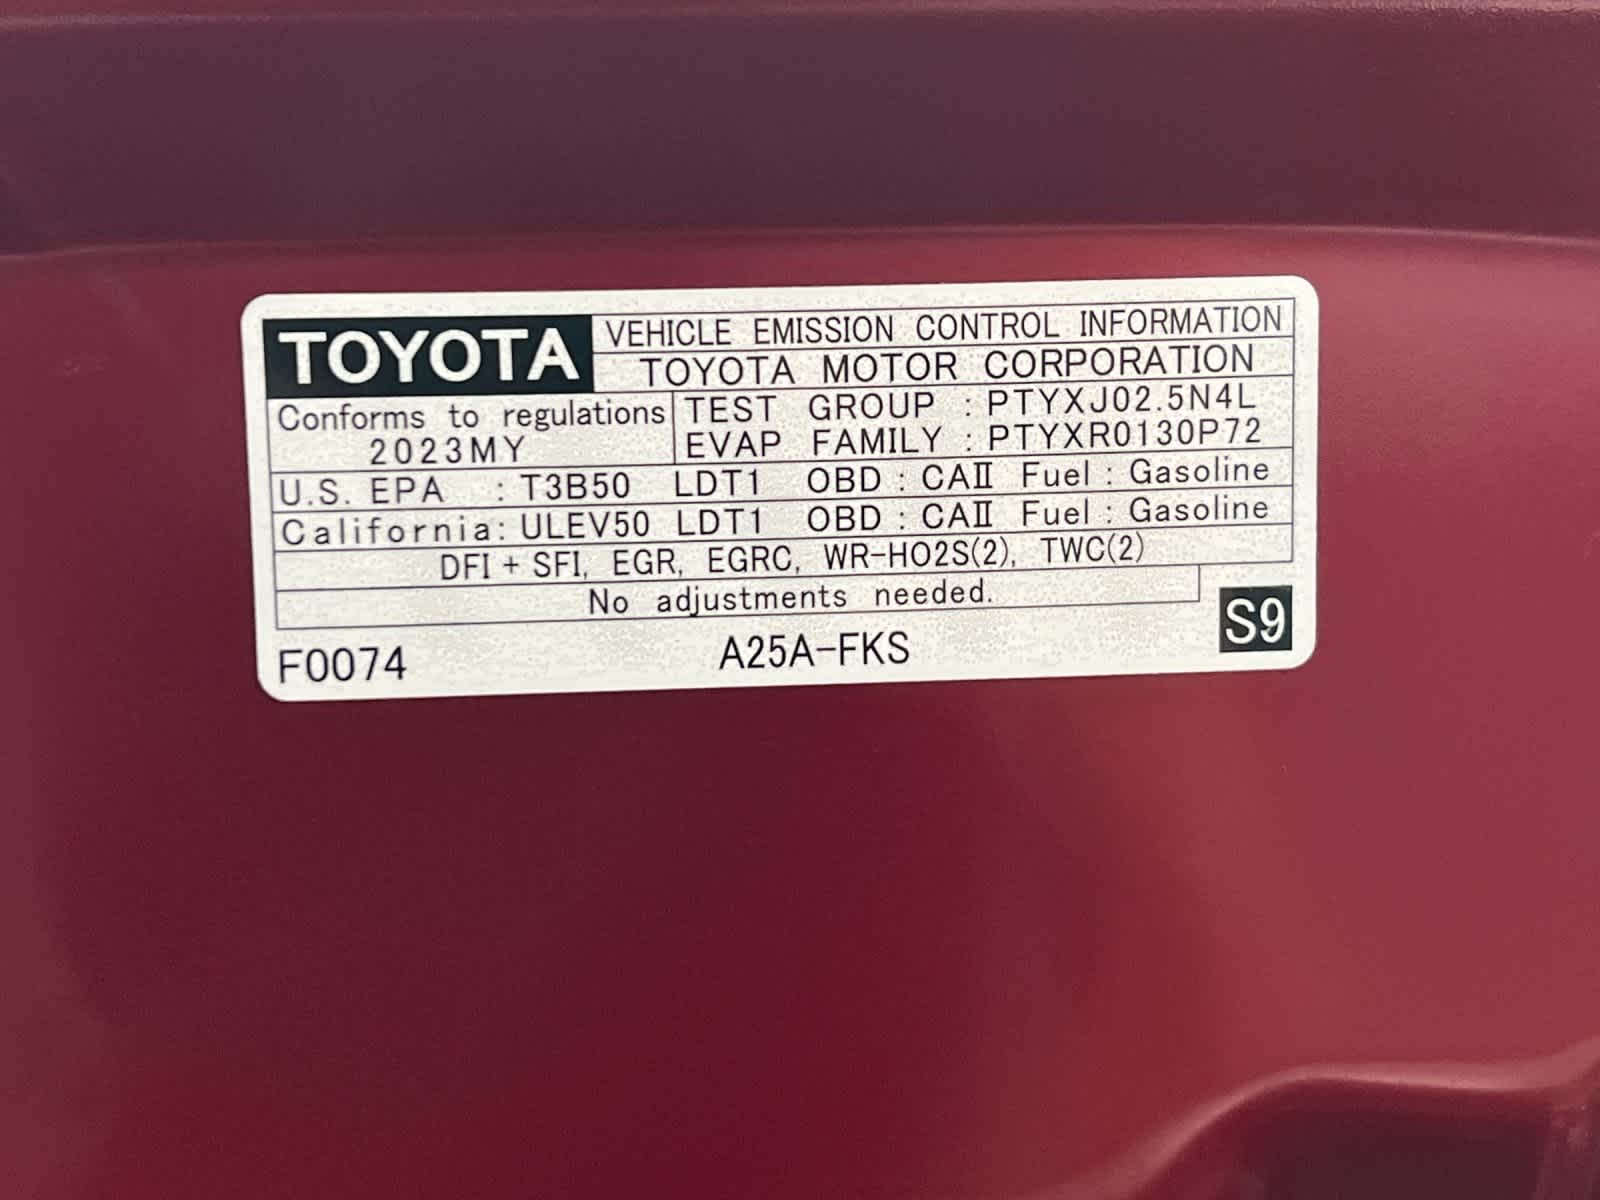 TOYOTA VEHICLE EMISSION CONTROL INFORMATION
TOYOTA MOTOR CORPORATION
Conforms to regulations
2023MY
TEST GROUP : PTYXJ02.5N4L
EVAP FAMILY : PTYXR0130P72
U.S. EPA : T3B50 LDT1 OBD : CAⅡ Fuel : Gasoline
California: ULEV50 LDT1 OBD : CAⅡ Fuel : Gasoline
DFI + SFI, EGR, EGRC, WR-HO2S(2), TWC(2)
No adjustments needed.
F0074 A25A-FKS S9